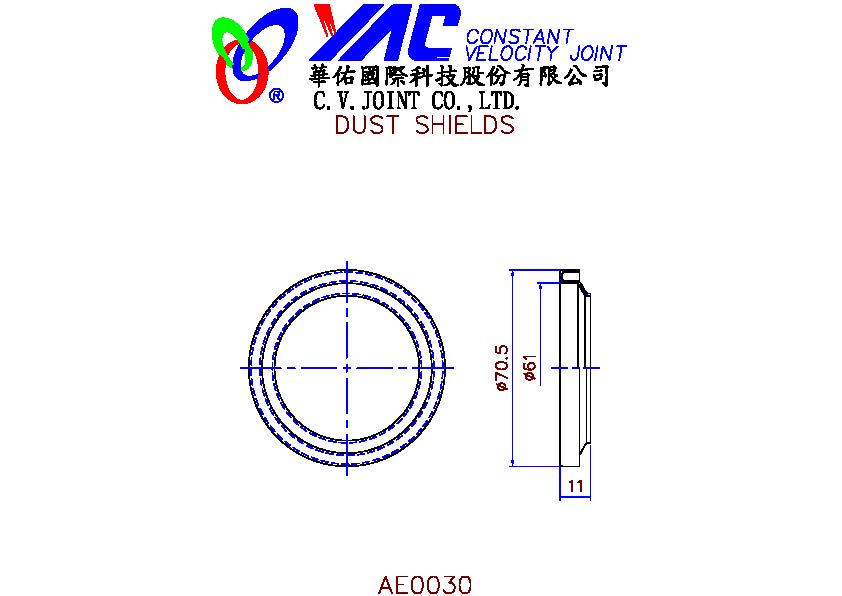 YAC CONSTANT
VELOCITY JOINT
華佑國際科技股份有限公司
®
C.V.JOINT CO.,LTD.
DUST SHIELDS
ø70.5
ø61
11
AE0030